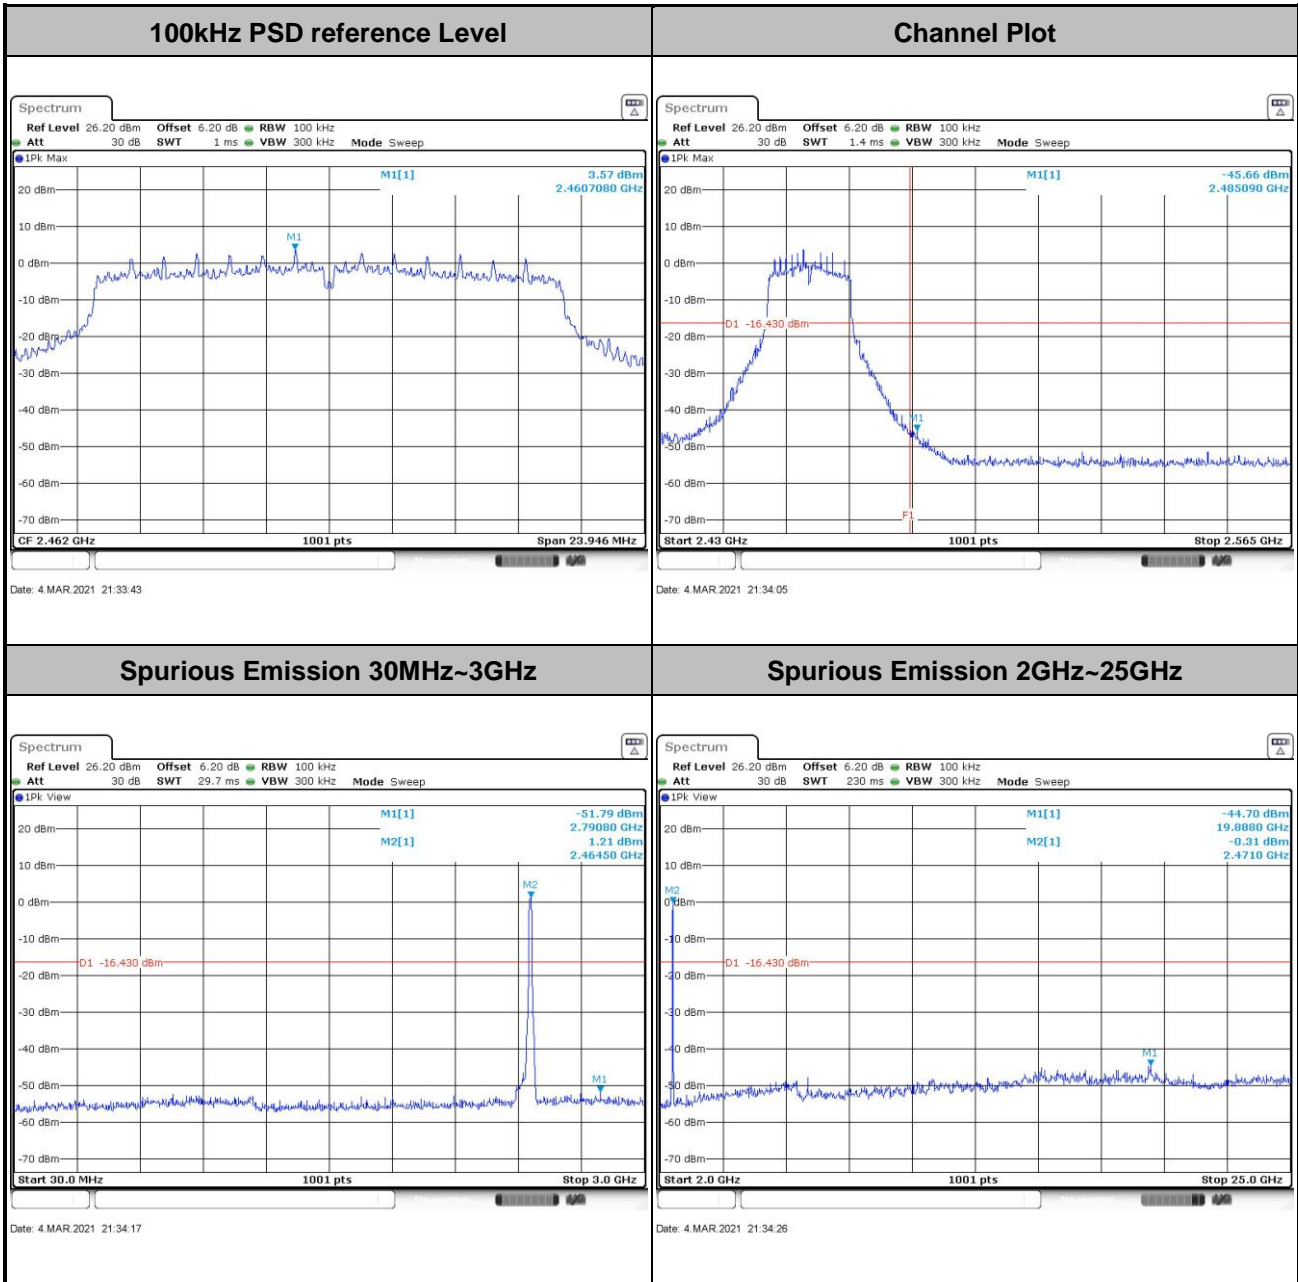 100kHz PSD reference Level
Channel Plot
Spectrum
Ref Level 26.20 dBm Offset 6.20 dB RBW 100 kHz
Att 30 dB SWT 1 ms VBW 300 kHz Mode Sweep
1Pk Max
M1[1] 3.57 dBm
2.4607080 GHz
M1
20 dBm
10 dBm
0 dBm
-10 dBm
-20 dBm
-30 dBm
-40 dBm
-50 dBm
-60 dBm
-70 dBm
CF 2.462 GHz 1001 pts Span 23.946 MHz
Date: 4.MAR.2021 21:33:43
Spectrum
Ref Level 26.20 dBm Offset 6.20 dB RBW 100 kHz
Att 30 dB SWT 1.4 ms VBW 300 kHz Mode Sweep
1Pk Max
M1[1] -45.66 dBm
2.485090 GHz
20 dBm
10 dBm
0 dBm
-10 dBm
D1 -16.430 dBm
-20 dBm
-30 dBm
-40 dBm
M1
-50 dBm
-60 dBm
-70 dBm
F1
Start 2.43 GHz 1001 pts Stop 2.565 GHz
Date: 4.MAR.2021 21:34:05
Spurious Emission 30MHz~3GHz
Spurious Emission 2GHz~25GHz
Spectrum
Ref Level 26.20 dBm Offset 6.20 dB RBW 100 kHz
Att 30 dB SWT 29.7 ms VBW 300 kHz Mode Sweep
1Pk View
M1[1] -51.79 dBm
2.79080 GHz
M2[1] 1.21 dBm
2.46450 GHz
20 dBm
10 dBm
M2
0 dBm
-10 dBm
D1 -16.430 dBm
-20 dBm
-30 dBm
-40 dBm
M1
-50 dBm
-60 dBm
-70 dBm
Start 30.0 MHz 1001 pts Stop 3.0 GHz
Date: 4.MAR.2021 21:34:17
Spectrum
Ref Level 26.20 dBm Offset 6.20 dB RBW 100 kHz
Att 30 dB SWT 230 ms VBW 300 kHz Mode Sweep
1Pk View
M1[1] -44.70 dBm
19.8880 GHz
M2[1] -0.31 dBm
2.4710 GHz
20 dBm
10 dBm
M2
0 dBm
-10 dBm
D1 -16.430 dBm
-20 dBm
-30 dBm
-40 dBm
M1
-50 dBm
-60 dBm
-70 dBm
Start 2.0 GHz 1001 pts Stop 25.0 GHz
Date: 4.MAR.2021 21:34:26